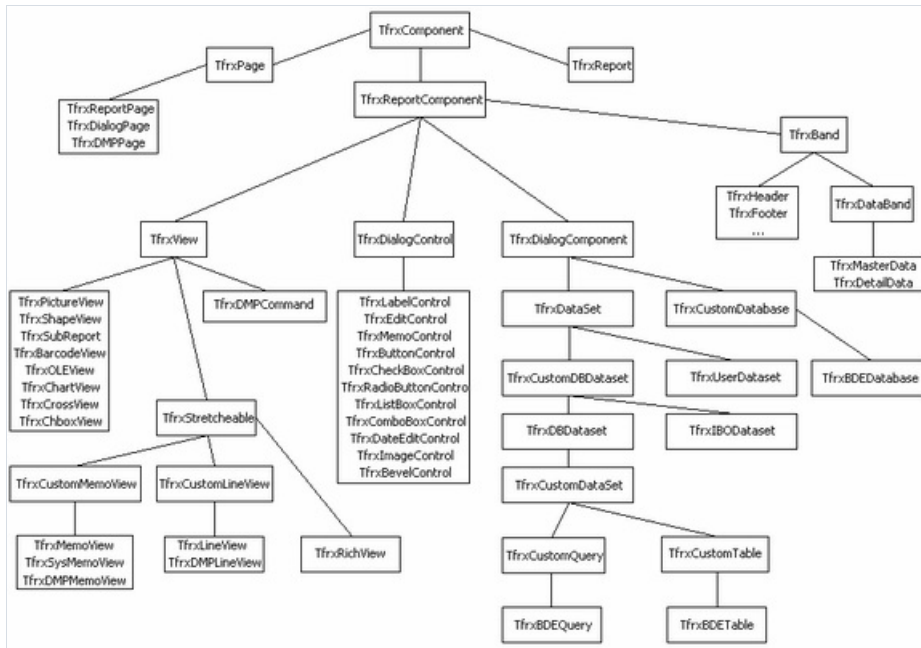 TfrxComponent
TfrxPage
TfrxReport
TfrxReportComponent
TfrxReportPage
TfrxDialogPage
TfrxDMPPage
TfrxBand
TfrxHeader
TfrxFooter
...
TfrxDataBand
TfrxView
TfrxDialogControl
TfrxDialogComponent
TfrxMasterData
TfrxDetailData
TfrxPictureView
TfrxShapeView
TfrxSubReport
TfrxBarcodeView
TfrxOLEView
TfrxChartView
TfrxCrossView
TfrxChboxView
TfrxDMPCommand
TfrxLabelControl
TfrxEditControl
TfrxMemoControl
TfrxButtonControl
TfrxCheckBoxControl
TfrxRadioButtonContro
TfrxListBoxControl
TfrxComboBoxControl
TfrxDateEditControl
TfrxImageControl
TfrxBevelControl
TfrxDataSet
TfrxCustomDatabase
TfrxCustomDBDataset
TfrxUserDataset
TfrxBDEDatabase
TfrxStretcheable
TfrxDBDataset
TfrxIBODataset
TfrxCustomMemoView
TfrxCustomLineView
TfrxCustomDataSet
TfrxMemoView
TfrxSysMemoView
TfrxDMPMemoView
TfrxLineView
TfrxDMPLineView
TfrxRichView
TfrxCustomQuery
TfrxCustomTable
TfrxBDEQuery
TfrxBDETable